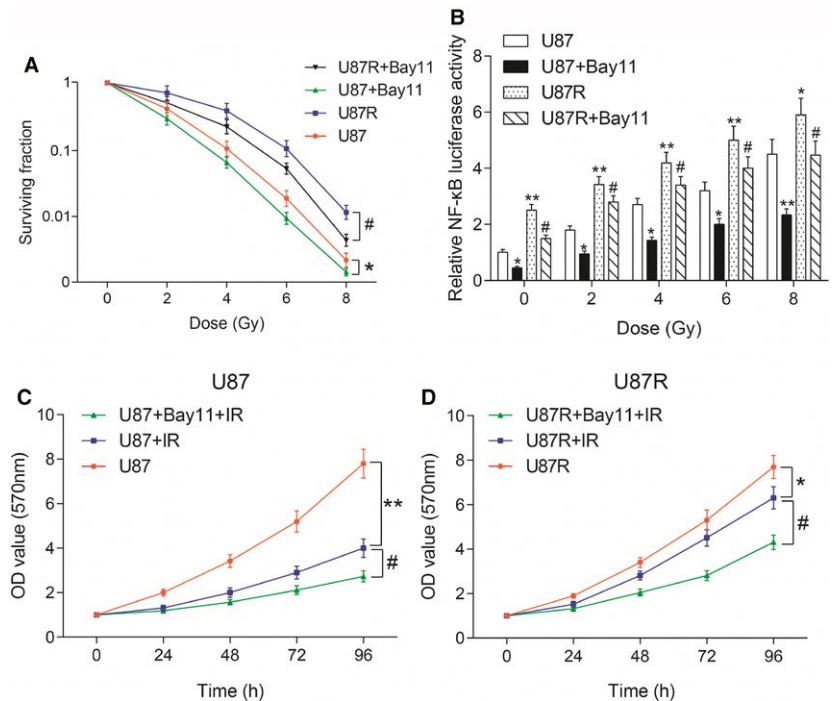 A
U87R+Bay11
U87+Bay11
U87R
U87
1
0.1
0.01
0
Surviving fraction
#
*
0 2 4 6 8
Dose (Gy)
B
U87
U87+Bay11
U87R
U87R+Bay11
8
6
4
2
0
Relative NF-κB luciferase activity
* ** #
* ** #
* ** #
* ** #
** * #
0 2 4 6 8
Dose (Gy)
C
U87
U87+Bay11+IR
U87+IR
U87
10
8
6
4
2
0
OD value (570nm)
**
#
0 24 48 72 96
Time (h)
D
U87R
U87R+Bay11+IR
U87R+IR
U87R
10
8
6
4
2
0
OD value (570nm)
*
#
0 24 48 72 96
Time (h)